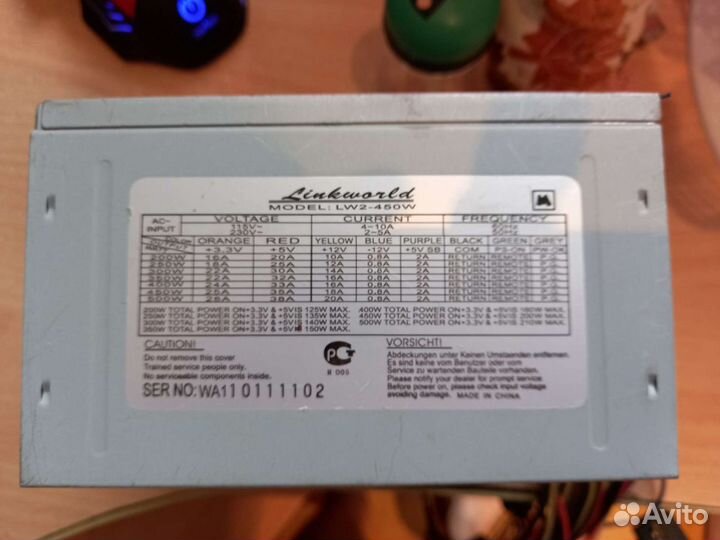 Linkworld
MODEL: LW2-450W
AC~ INPUT VOLTAGE CURRENT FREQUENCY
115V~ 4~10A 60Hz
230V~ 2~5A 50Hz
ORANGE RED YELLOW BLUE PURPLE BLACK GREEN GREY
+3.3V +5V +12V -12V +5V SB COM PS-ON PW-OK
200W 16A 20A 10A 0.8A 2A RETURN REMOTE P.G.
250W 18A 25A 13A 0.8A 2A RETURN REMOTE P.G.
300W 22A 30A 14A 0.8A 2A RETURN REMOTE P.G.
350W 22A 32A 16A 0.8A 2A RETURN REMOTE P.G.
400W 24A 33A 16A 0.8A 2A RETURN REMOTE P.G.
450W 25A 35A 18A 0.8A 2A RETURN REMOTE P.G.
500W 28A 38A 20A 0.8A 2A RETURN REMOTE P.G.
200W TOTAL POWER ON+3.3V & +5VIS 125W MAX. 400W TOTAL POWER ON+3.3V & +5VIS 180W MAX.
250W TOTAL POWER ON+3.3V & +5VIS 135W MAX. 450W TOTAL POWER ON+3.3V & +5VIS MAX.
300W TOTAL POWER ON+3.3V & +5VIS 140W MAX. 500W TOTAL POWER ON+3.3V & +5VIS 210W MAX.
350W TOTAL POWER ON+3.3V & +5VIS 150W MAX.
CAUTION!
Do not remove this cover
Trained service people only.
No serviceable components inside.
SER NO: WA110111102
РСТ
VORSICHT!
Abdeckungen unter Keinen Umstaenden entfernen.
Es sind keine vom Benutzer
Service a wartenden Bauteile vorhanden.
Please notify your dealer for prompt service.
Before power on, please check input voltage
avoiding damage. MADE IN CHINA
Avito